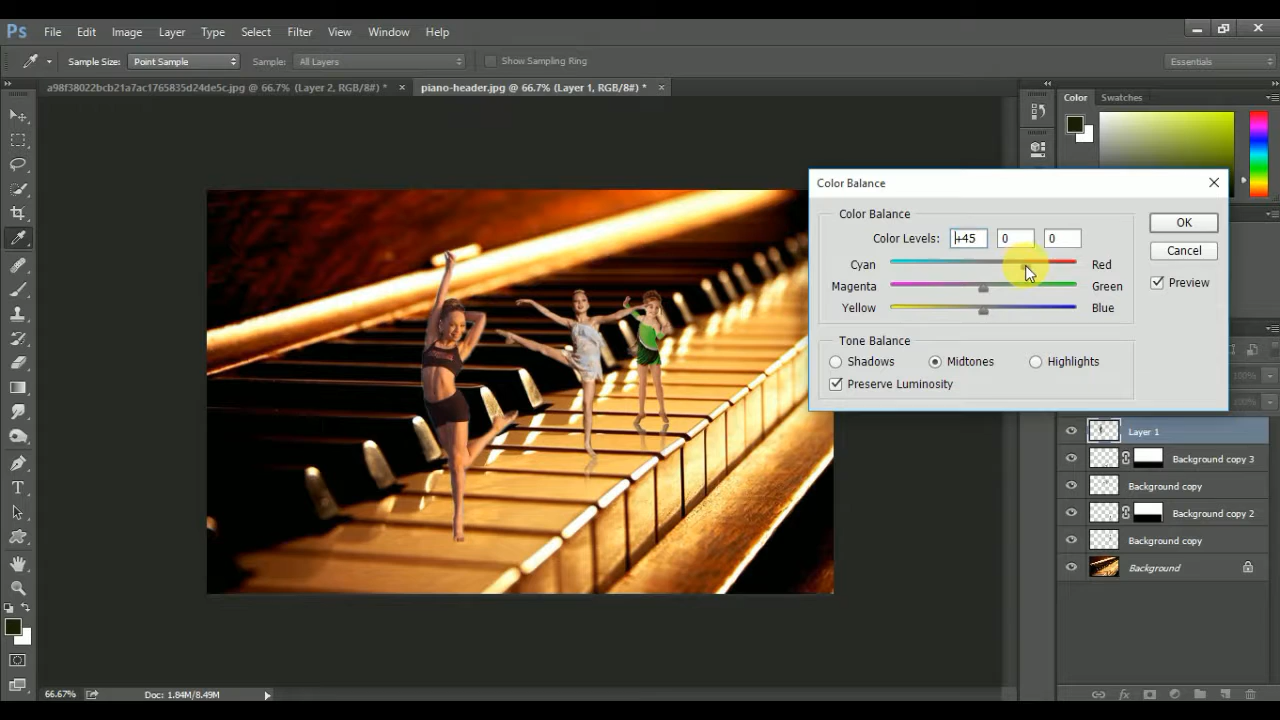 Ps File Edit Image Layer Type Select Filter View Window Help
Sample Size: Point Sample Sample: All Layers Show Sampling Ring Essentials
a98f38022bcb21a7ac1765835d24de5c.jpg @ 66.7% (Layer 2, RGB/8#) * × piano-header.jpg @ 66.7% (Layer 1, RGB/8#) * ×
Color Swatches
Color Balance
Color Balance
Color Levels: +45 0 0
OK
Cyan Red
Cancel
Magenta Green
Preview
Yellow Blue
Tone Balance
Shadows Midtones Highlights
Preserve Luminosity
100%
100%
Layer 1
Background copy 3
Background copy
Background copy 2
Background copy
Background
66.67% Doc: 1.84M/8.49M